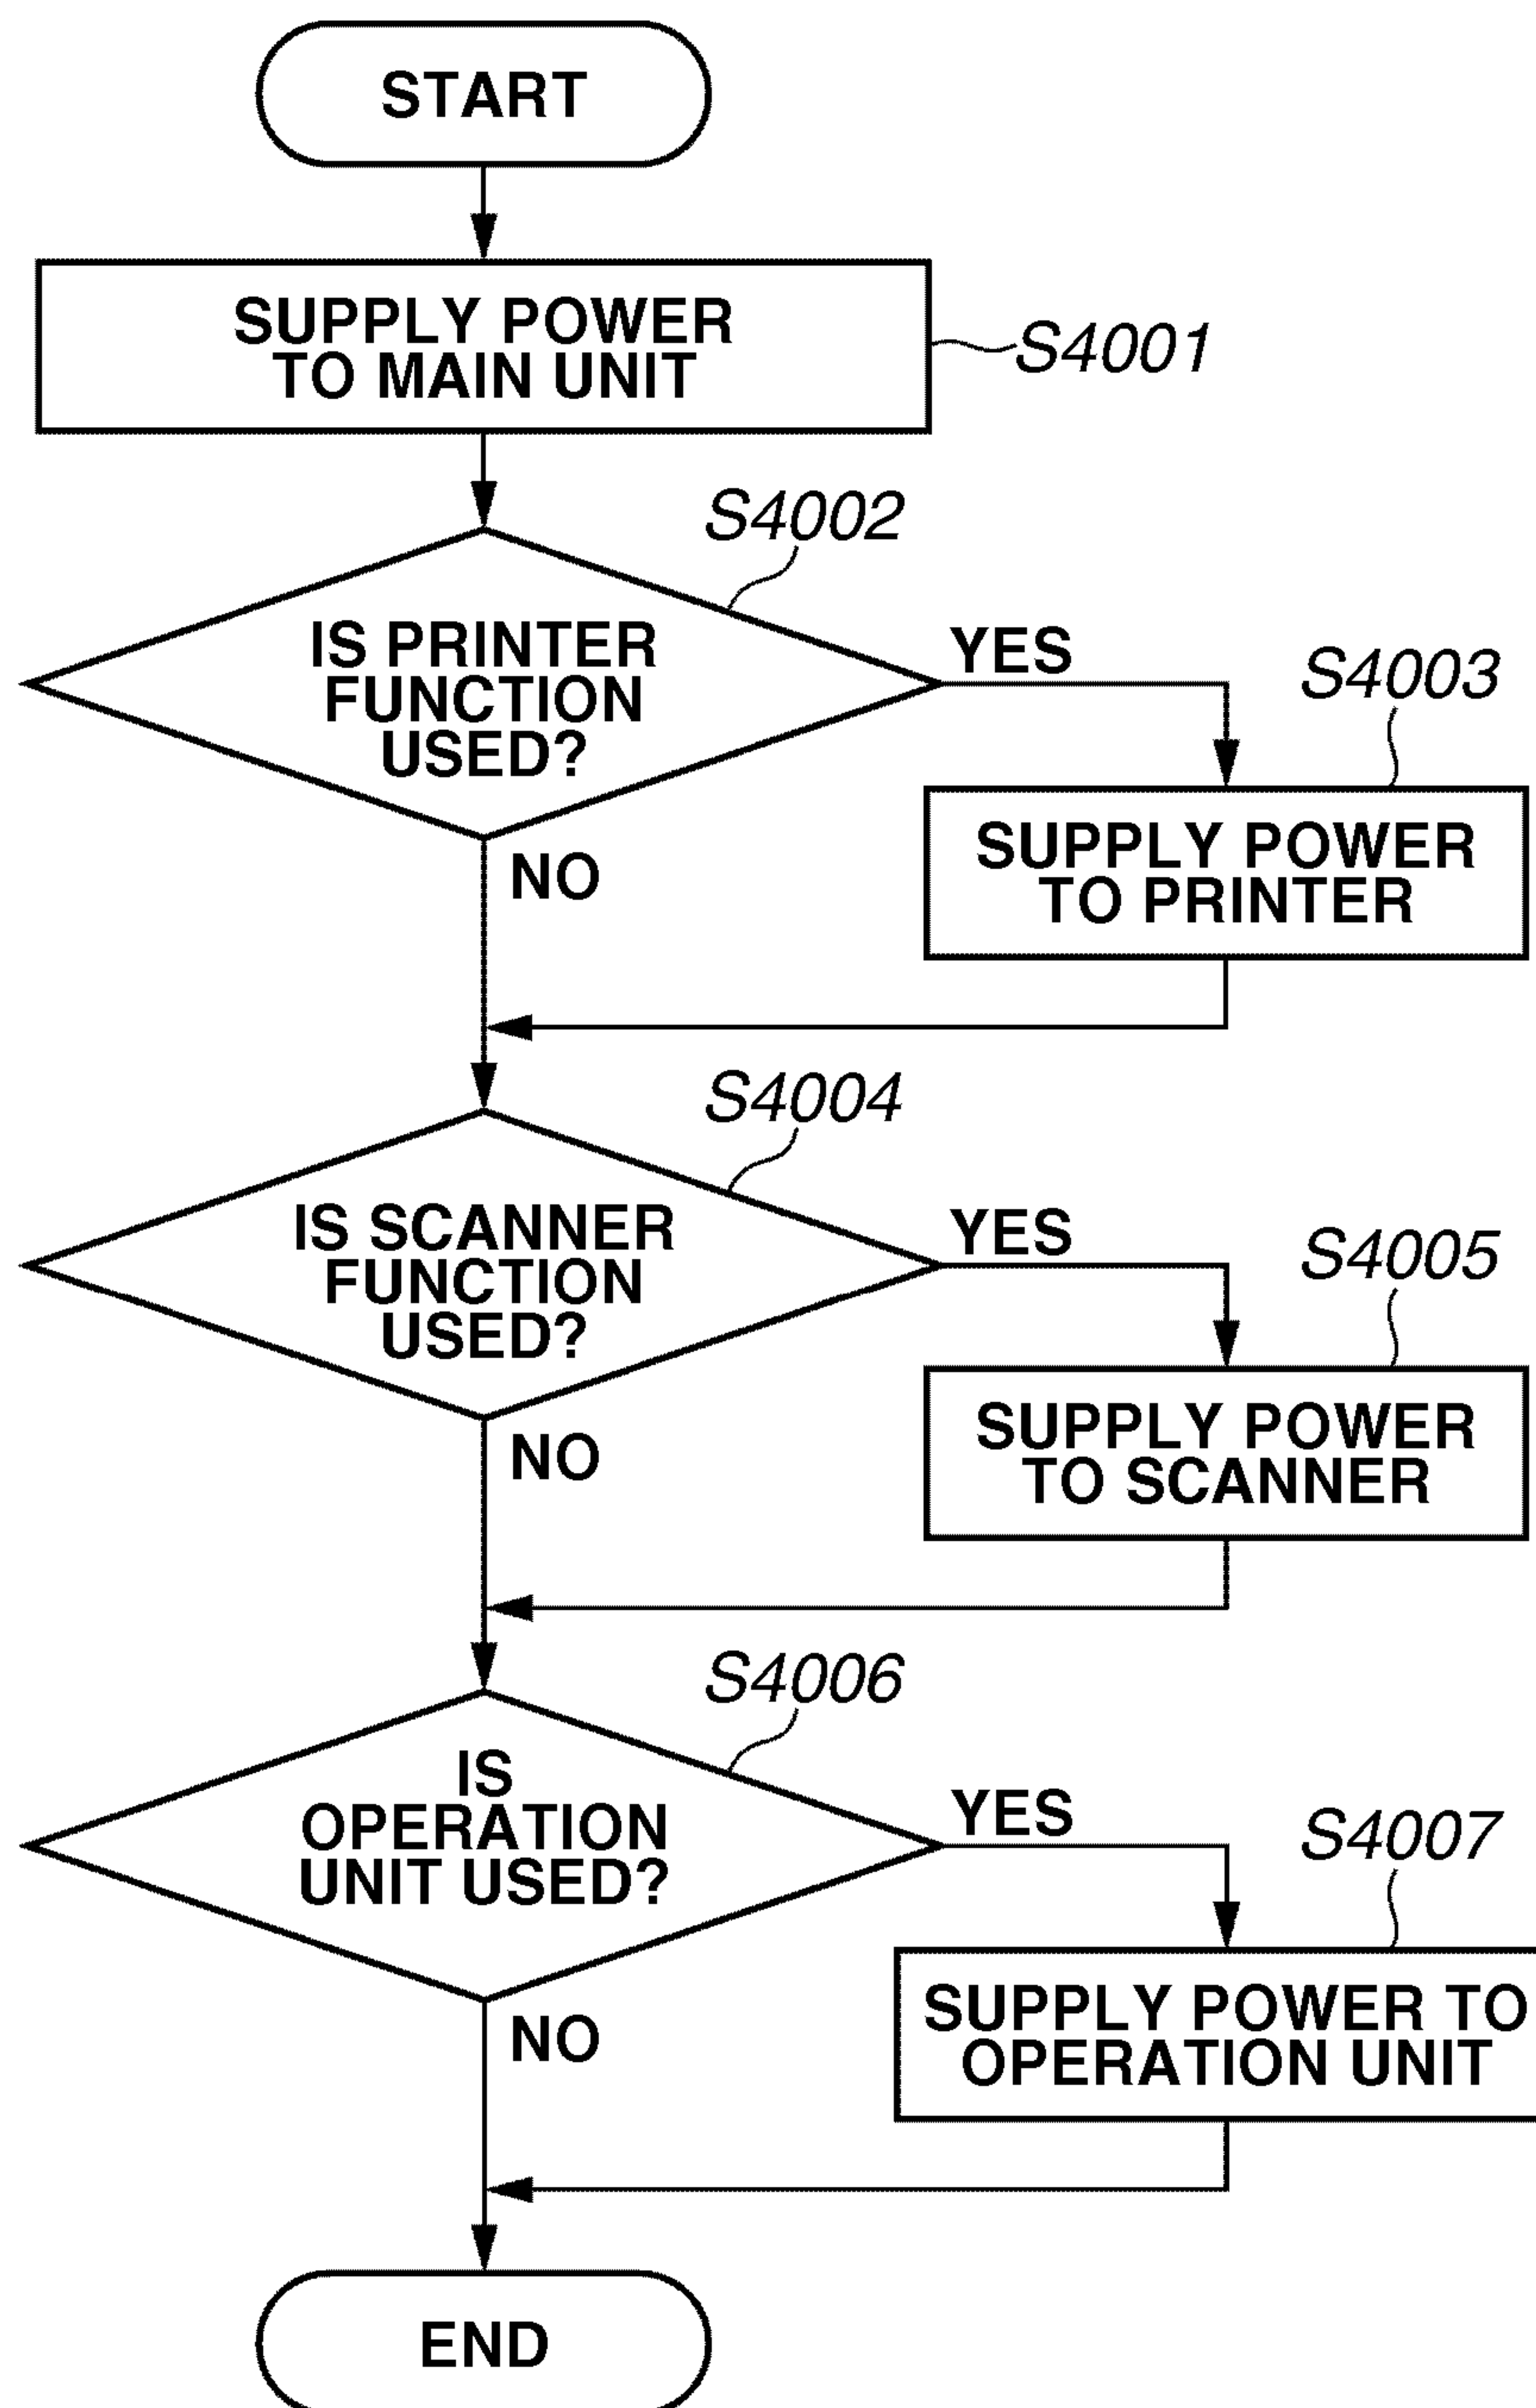 START
SUPPLY POWER
TO MAIN UNIT
S4001
S4002
IS PRINTER
FUNCTION
USED?
YES
S4003
SUPPLY POWER
TO PRINTER
NO
S4004
IS SCANNER
FUNCTION
USED?
YES
S4005
SUPPLY POWER
TO SCANNER
NO
S4006
IS
OPERATION
UNIT USED?
YES
S4007
SUPPLY POWER TO
OPERATION UNIT
NO
END